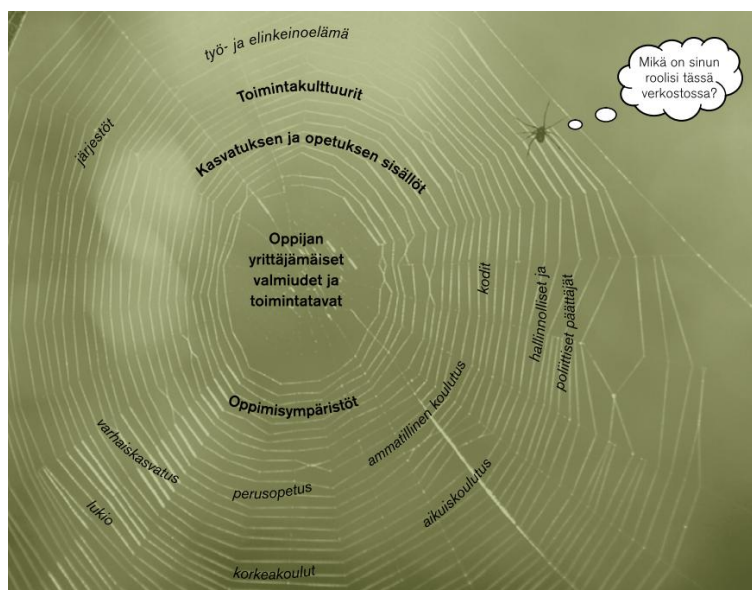 työ- ja elinkeinoelämä
Mikä on sinun
roolisi tässä
verkostossa?
Toimintakulttuurit
järjestöt
Kasvatuksen ja opetuksen sisällöt
Oppijan
yrittäjämäiset
valmiudet ja
toimintatavat
kodit
hallinnolliset ja
poliittiset päättäjät
Oppimisympäristöt
ammatillinen koulutus
varhaiskasvatus
aikuiskoulutus
perusopetus
lukio
korkeakoulut